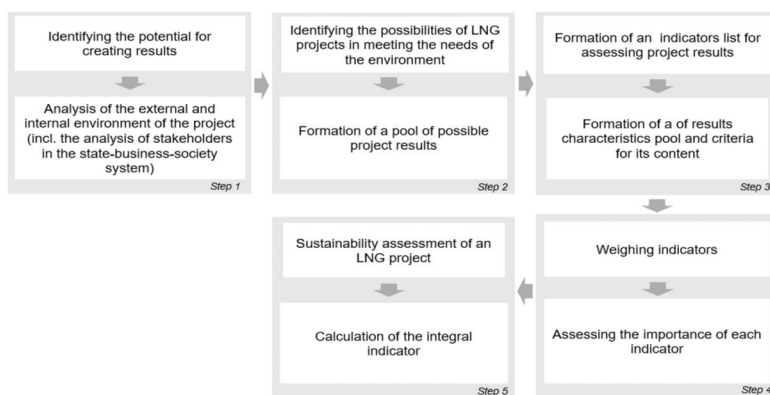 Identifying the potential for
creating results
Analysis of the external and
internal environment of the project
(incl. the analysis of stakeholders
in the state-business-society
system)
Step 1
Identifying the possibilities of LNG
projects in meeting the needs of
the environment
Formation of a pool of possible
project results
Step 2
Formation of an indicators list for
assessing project results
Formation of a of results
characteristics pool and criteria
for its content
Step 3
Weighing indicators
Assessing the importance of each
indicator
Step 4
Sustainability assessment of an
LNG project
Calculation of the integral
indicator
Step 5